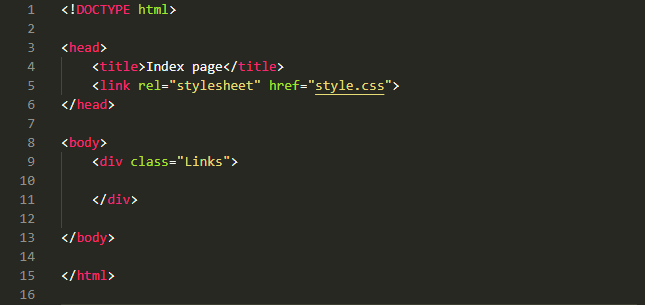 1 <!DOCTYPE html>
2
3 <head>
4     <title>Index page</title>
5     <link rel="stylesheet" href="style.css">
6 </head>
7
8 <body>
9     <div class="Links">
10
11     </div>
12
13 </body>
14
15 </html>
16